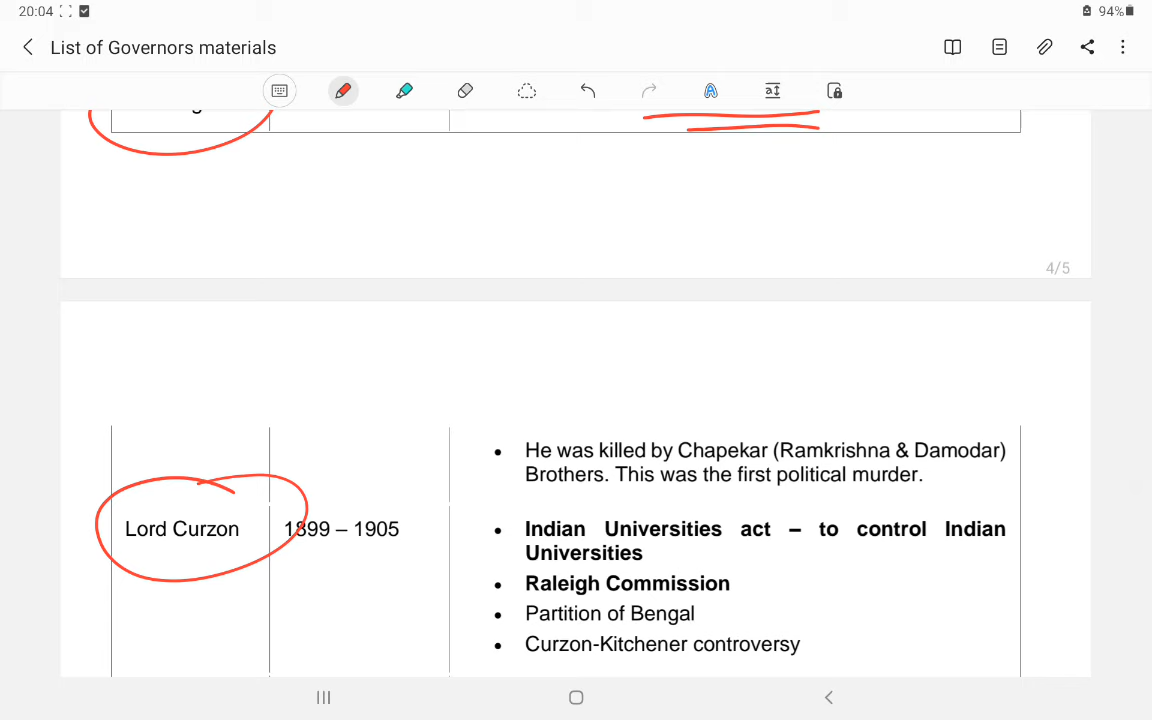 20:04
94%
List of Governors materials
4/5
• He was killed by Chapekar (Ramkrishna & Damodar)
Brothers. This was the first political murder.
Lord Curzon 1899 – 1905 • Indian Universities act – to control Indian
Universities
• Raleigh Commission
• Partition of Bengal
• Curzon-Kitchener controversy